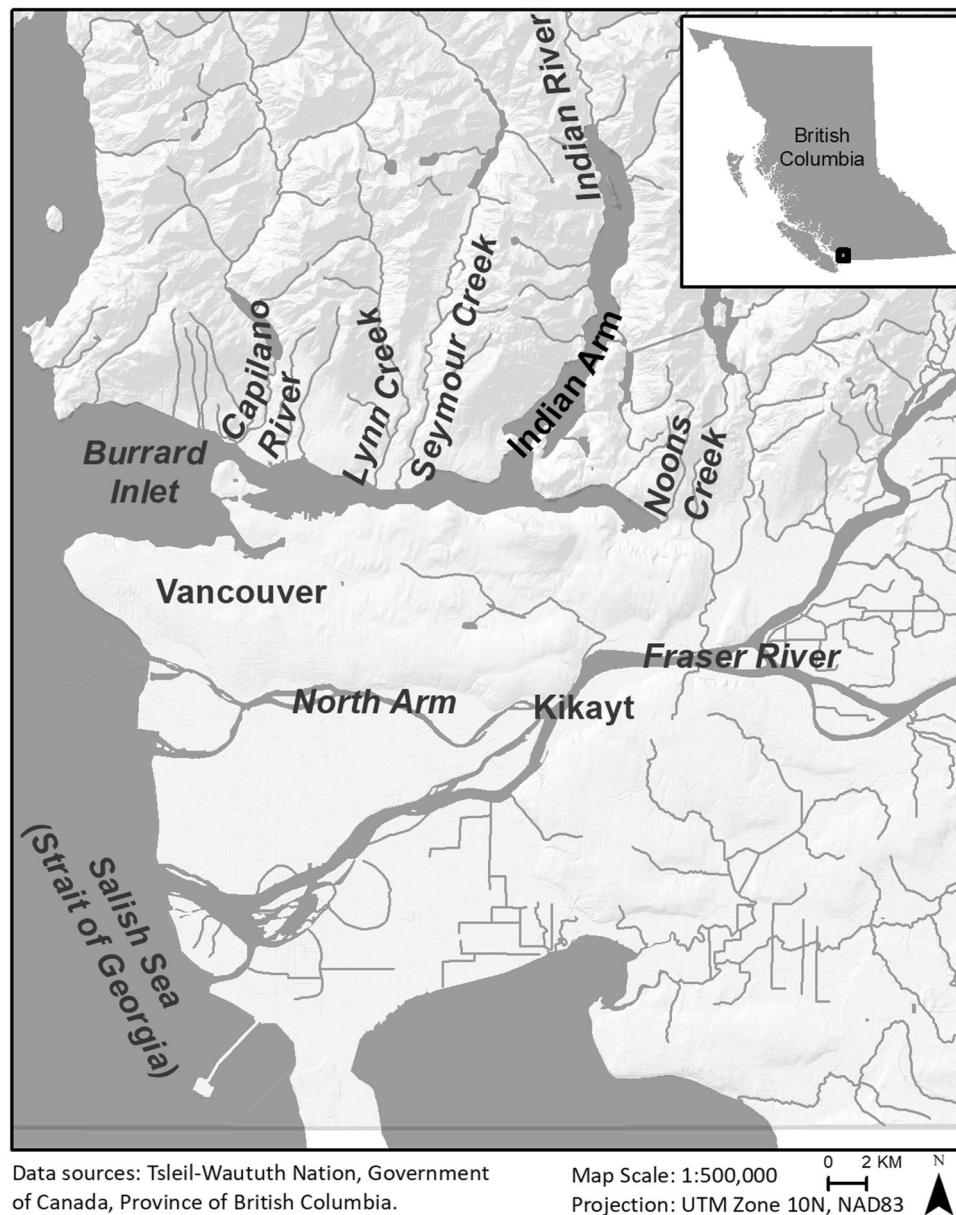 Indian River
British
Columbia
Capilano
River
Lynn Creek
Seymour Creek
Indian Arm
Noons
Creek
Burrard
Inlet
Vancouver
Fraser River
North Arm
Kikayt
Salish Sea
(Strait of Georgia)
Data sources: Tsleil-Waututh Nation, Government
of Canada, Province of British Columbia.
Map Scale: 1:500,000
Projection: UTM Zone 10N, NAD83
0 2 KM
N